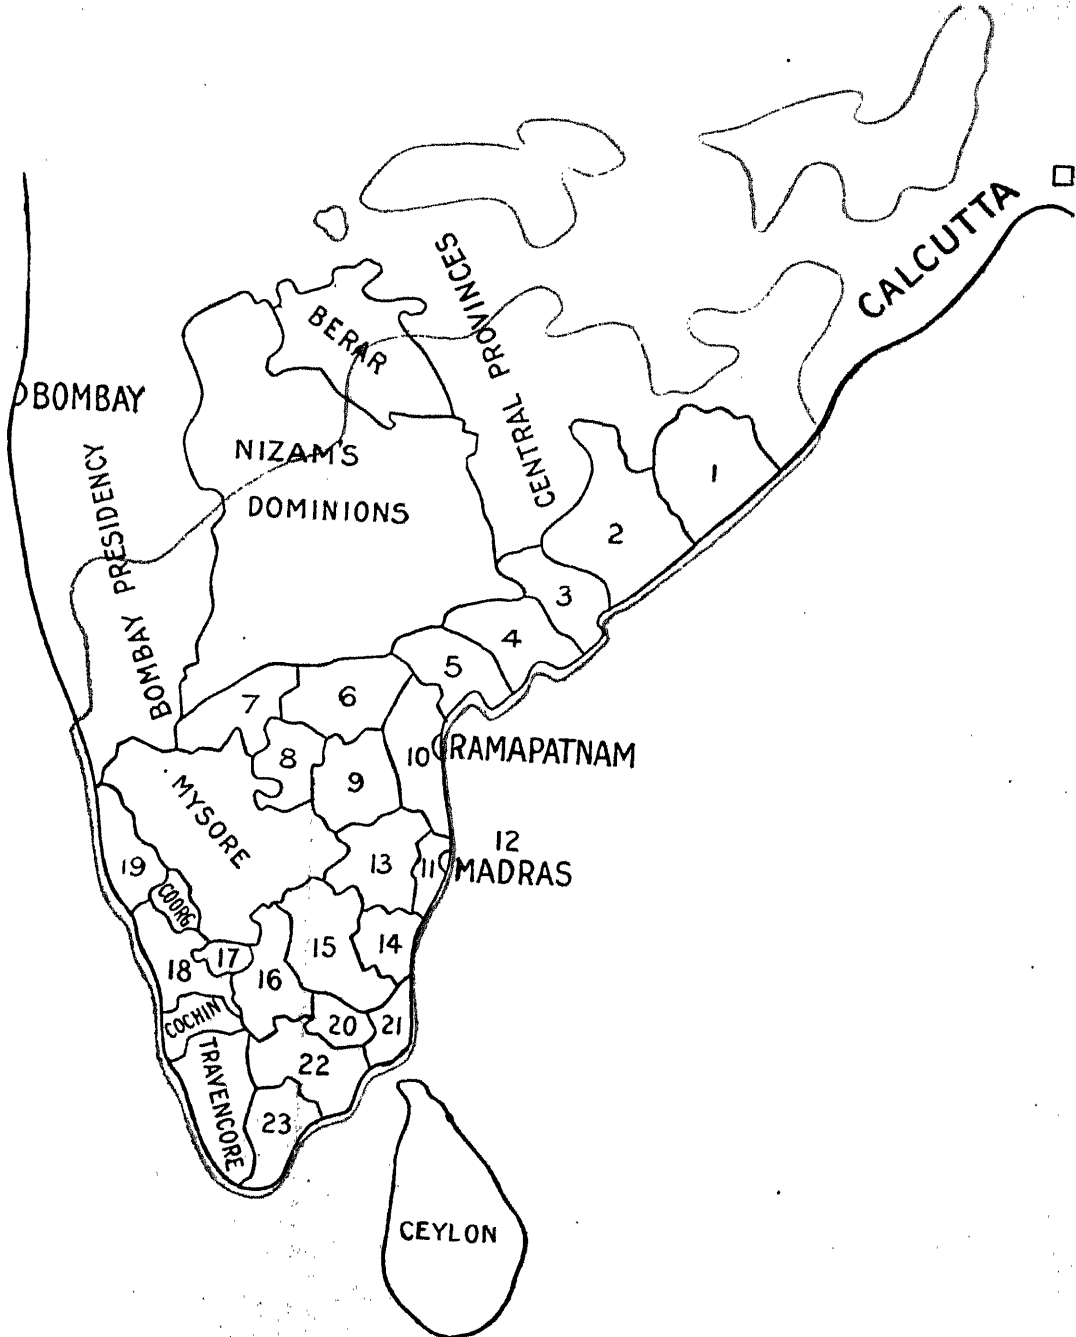 CALCUTTA
CENTRAL PROVINCES
BERAR
BOMBAY
NIZAM'S
DOMINIONS
BOMBAY PRESIDENCY
1
2
3
4
5
6
7
8
9
10
RAMAPATNAM
MYSORE
12
MADRAS
11
13
19
COORG
14
15
16
17
18
COCHIN
20
21
22
TRAVENCORE
23
CEYLON